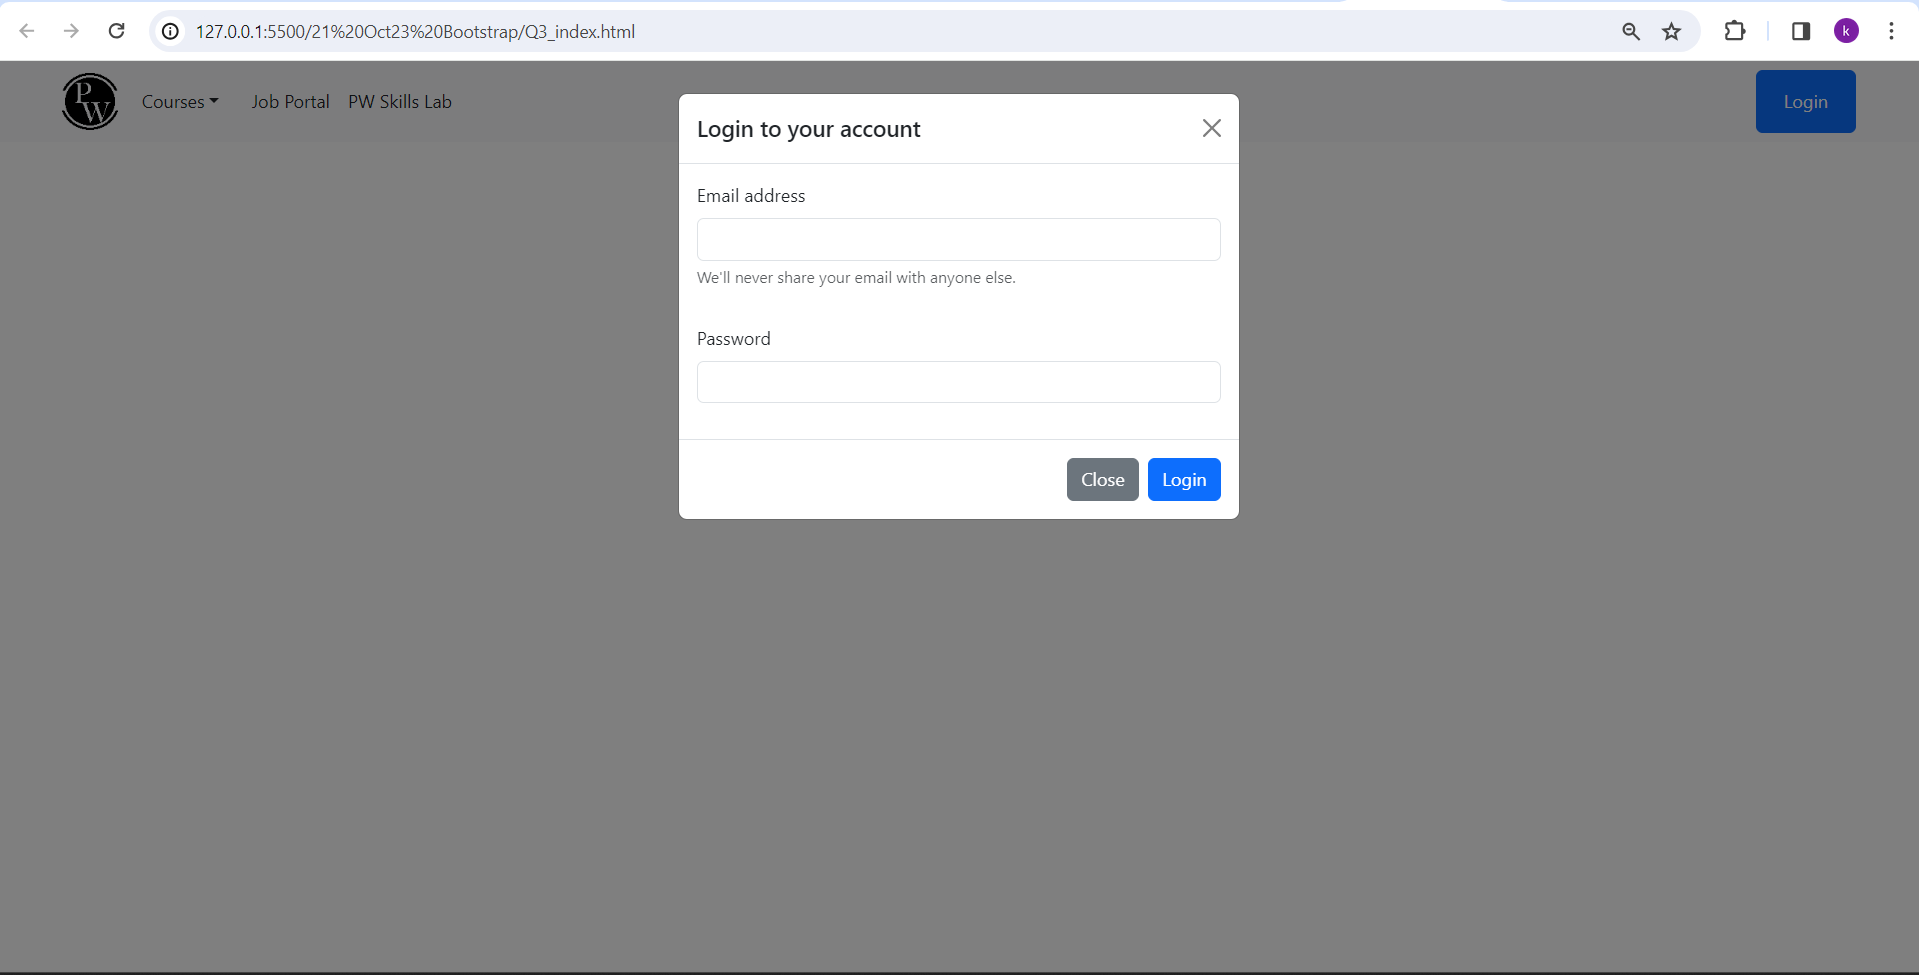 127.0.0.1:5500/21%20Oct23%20Bootstrap/Q3_index.html
k
PW
Courses
Job Portal
PW Skills Lab
Login
Login to your account
Email address
We'll never share your email with anyone else.
Password
Close
Login